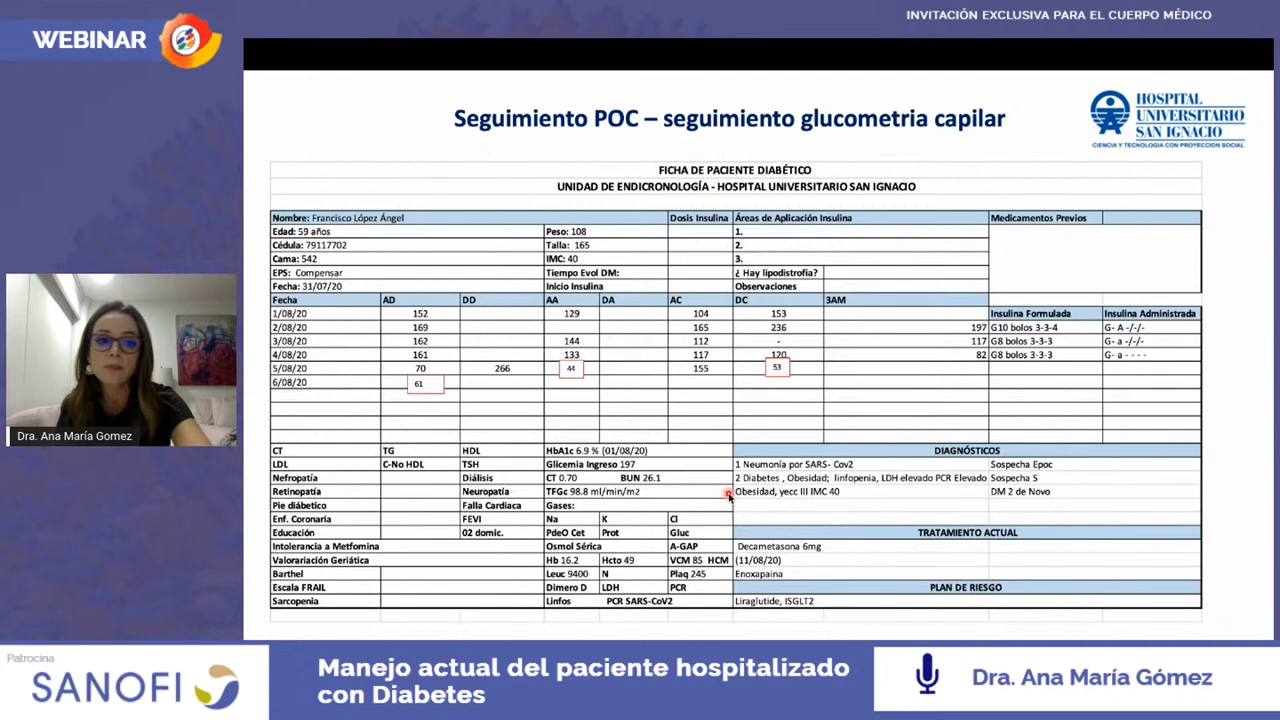 INVITACIÓN EXCLUSIVA PARA EL CUERPO MÉDICO
WEBINAR
Seguimiento POC – seguimiento glucometria capilar
HOSPITAL
UNIVERSITARIO
SAN IGNACIO
CIENCIA Y TECNOLOGIA CON PROYECCION SOCIAL
FICHA DE PACIENTE DIABÉTICO
UNIDAD DE ENDICRONOLOGÍA - HOSPITAL UNIVERSITARIO SAN IGNACIO
Nombre: Francisco López Ángel Dosis Insulina Áreas de Aplicación Insulina Medicamentos Previos
Edad: 59 años Peso: 108 1.
Cédula: 79117702 Talla: 165 2.
Cama: 542 IMC: 40 3.
EPS: Compensar Tiempo Evol DM: ¿ Hay lipodistrofia?
Fecha: 31/07/20 Inicio Insulina Observaciones
Fecha AD DD AA DA AC DC 3AM
1/08/20 152 129 104 153 Insulina Formulada Insulina Administrada
2/08/20 169 165 236 197 G10 bolos 3-3-4 G- A -/-/-
3/08/20 162 144 112 - 117 G8 bolos 3-3-3 G- a -/-/-
4/08/20 161 133 117 120 82 G8 bolos 3-3-3 G- a - - - -
5/08/20 70 266 44 155 53
6/08/20 61
CT TG HDL HbA1c 6.9 % (01/08/20) DIAGNÓSTICOS
LDL C-No HDL TSH Glicemia Ingreso 197 1 Neumonía por SARS- Cov2 Sospecha Epoc
Nefropatía Diálisis CT 0.70 BUN 26.1 2 Diabetes , Obesidad; linfopenia, LDH elevado PCR Elevado Sospecha S
Retinopatía Neuropatía TFGc 98.8 ml/min/m2 Obesidad, yecc III IMC 40 DM 2 de Novo
Pie diabético Falla Cardiaca Gases:
Enf. Coronaria FEVI Na K Cl
Educación 02 domic. PdeO Cet Prot Gluc TRATAMIENTO ACTUAL
Intolerancia a Metfomina Osmol Sérica A-GAP Decametasona 6mg
Valorariación Geriátrica Hb 16.2 Hcto 49 VCM 85 HCM (11/08/20)
Barthel Leuc 9400 N Plaq 245 Enoxapaina
Escala FRAIL Dimero D LDH PCR PLAN DE RIESGO
Sarcopenia Linfos PCR SARS-CoV2 Liraglutide, ISGLT2
Dra. Ana María Gomez
Patrocina
SANOFI
Manejo actual del paciente hospitalizado
con Diabetes
Dra. Ana María Gómez